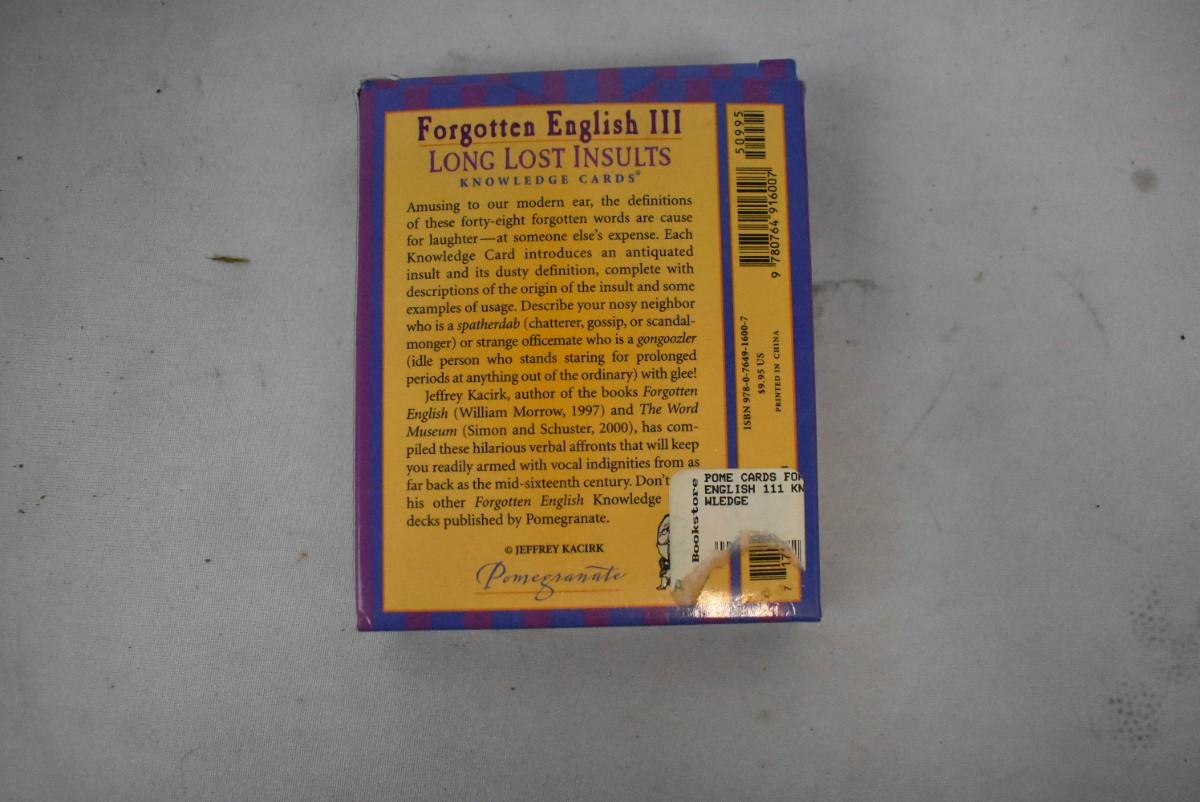 Forgotten English III
LONG LOST INSULTS
KNOWLEDGE CARDS®
Amusing to our modern ear, the definitions
of these forty-eight forgotten words are cause
for laughter—at someone else's expense. Each
Knowledge Card introduces an antiquated
insult and its dusty definition, complete with
descriptions of the origin of the insult and some
examples of usage. Describe your nosy neighbor
who is a spatherdab (chatterer, gossip, or scandal-
monger) or strange officemate who is a gongoozler
(idle person who stands staring for prolonged
periods at anything out of the ordinary) with glee!
Jeffrey Kacirk, author of the books Forgotten
English (William Morrow, 1997) and The Word
Museum (Simon and Schuster, 2000), has com-
piled these hilarious verbal affronts that will keep
you readily armed with vocal indignities from as
far back as the mid-sixteenth century. Don't
his other Forgotten English Knowledge
decks published by Pomegranate.
© JEFFREY KACIRK
Pomegranate
50995
9 780764 916007
ISBN 978-0-7649-1600-7
$9.95 US
PRINTED IN CHINA
Bookstore
POME CARDS FOR
ENGLISH 111 KN
WLEDGE
7 17